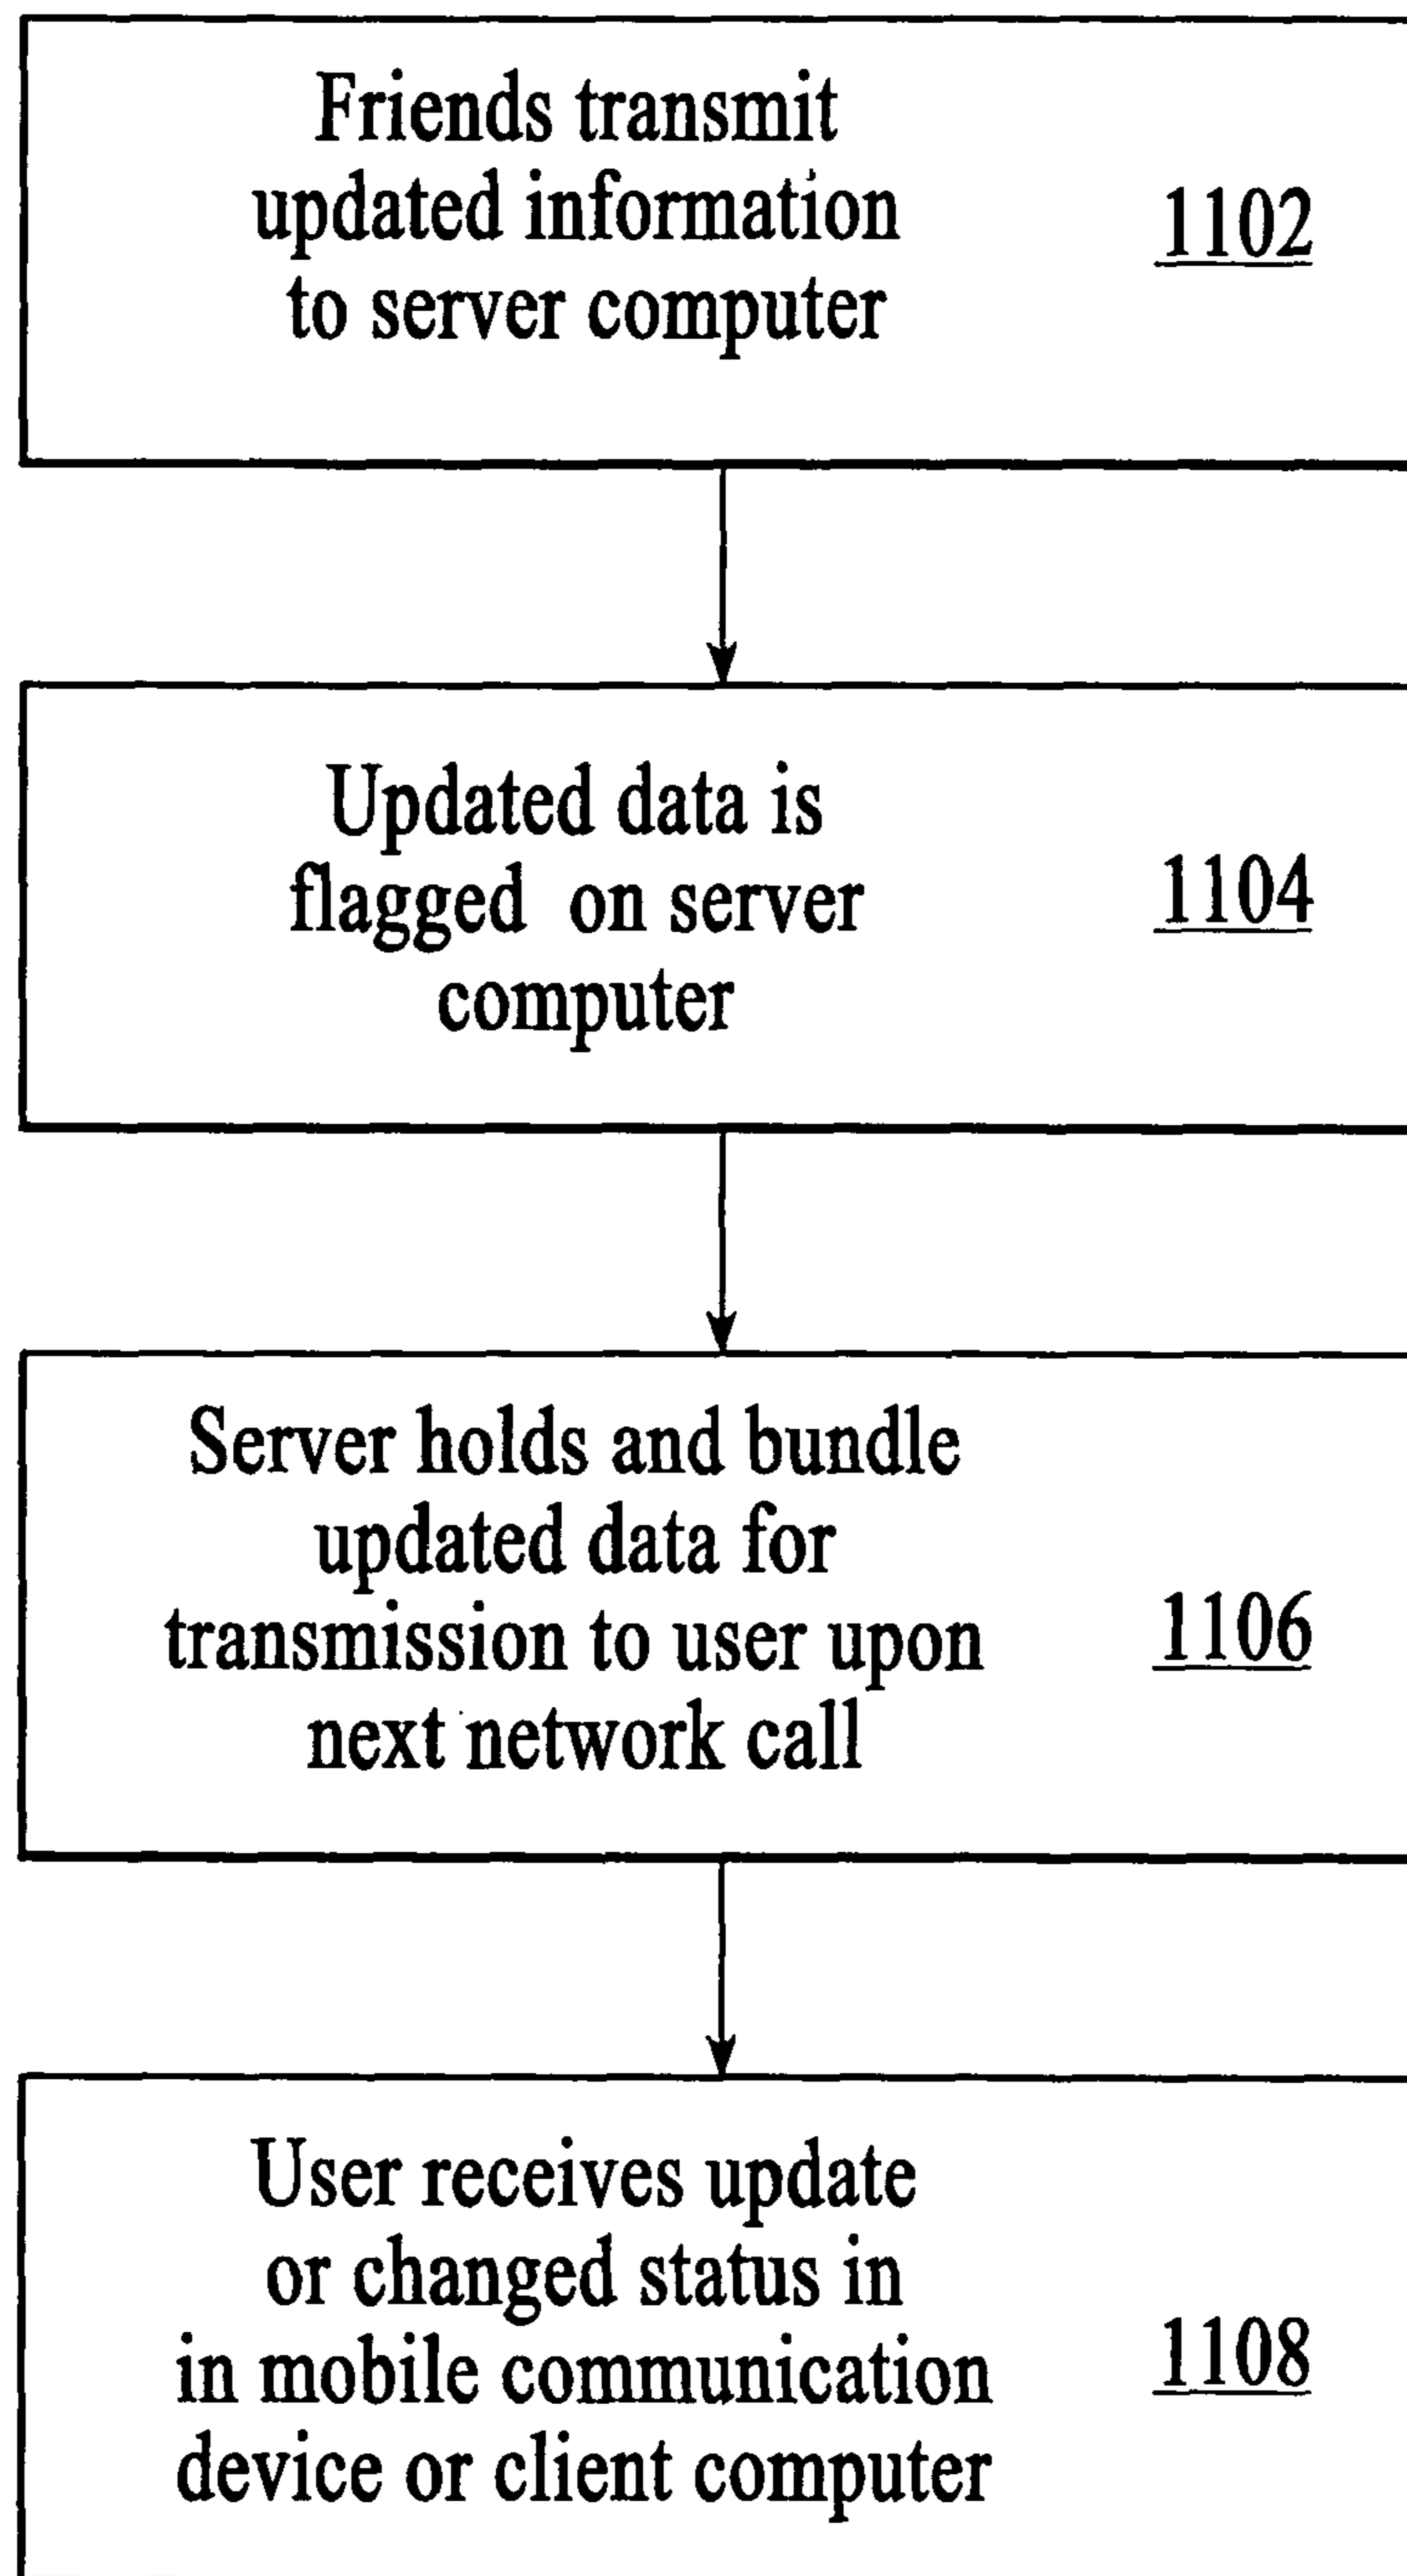 Friends transmit
updated information
to server computer
1102
Updated data is
flagged on server
computer
1104
Server holds and bundle
updated data for
transmission to user upon
next network call
1106
User receives update
or changed status in
in mobile communication
device or client computer
1108